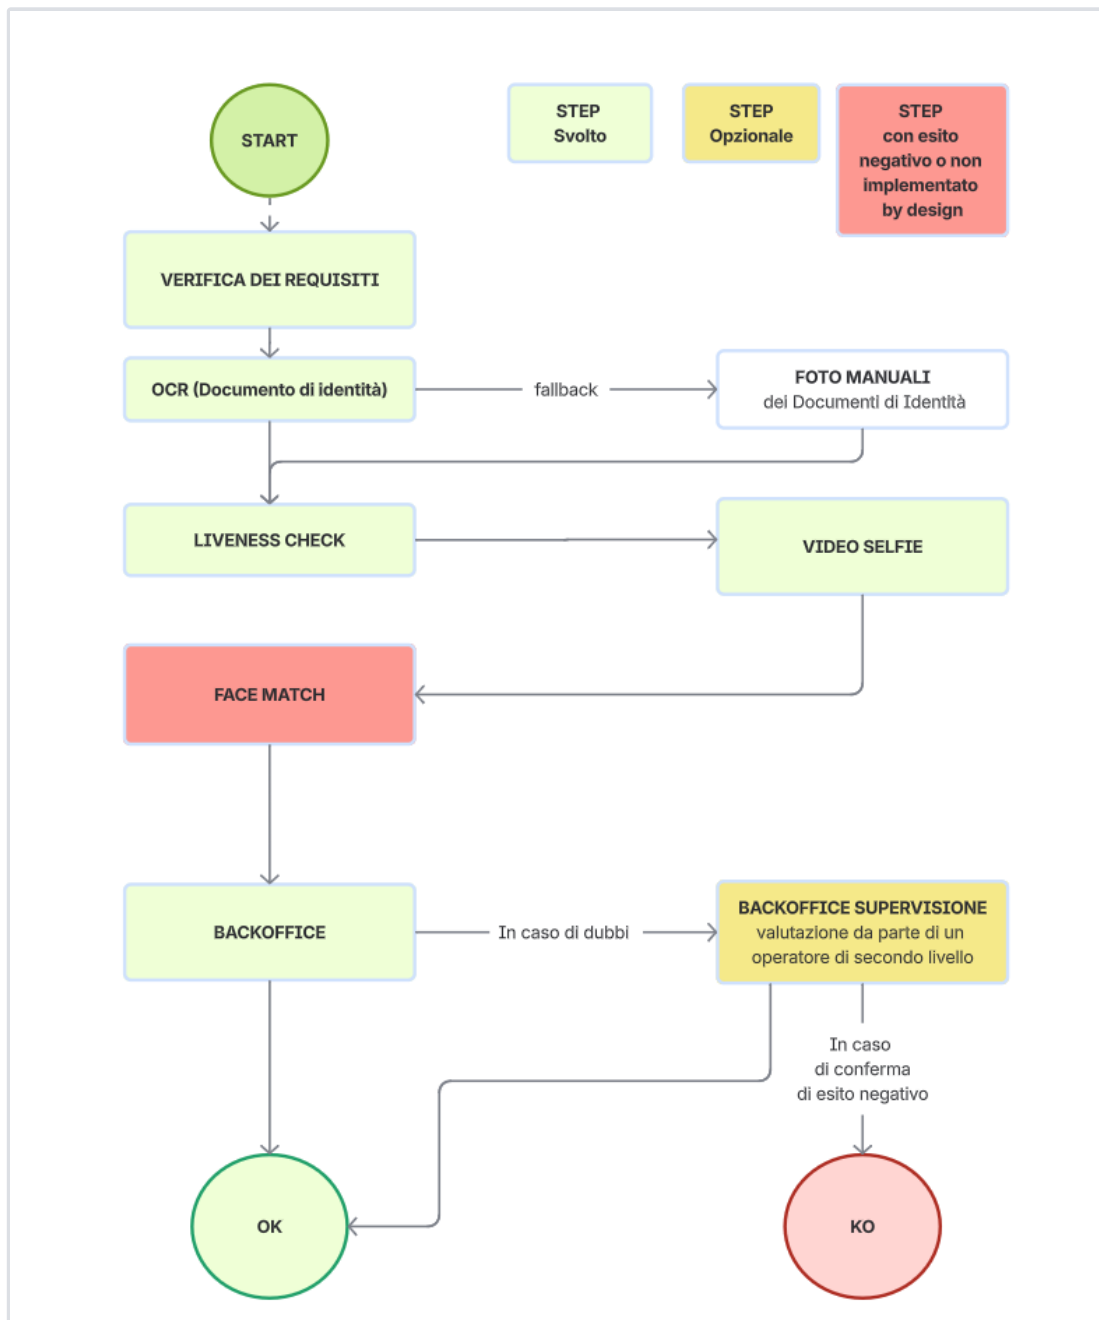 START
STEP
Svolto
STEP
Opzionale
STEP
con esito
negativo o non
implementato
by design
VERIFICA DEI REQUISITI
OCR (Documento di identità)
fallback
FOTO MANUALI
dei Documenti di Identità
LIVENESS CHECK
VIDEO SELFIE
FACE MATCH
BACKOFFICE
In caso di dubbi
BACKOFFICE SUPERVISIONE
valutazione da parte di un
operatore di secondo livello
In caso
di conferma
di esito negativo
OK
KO